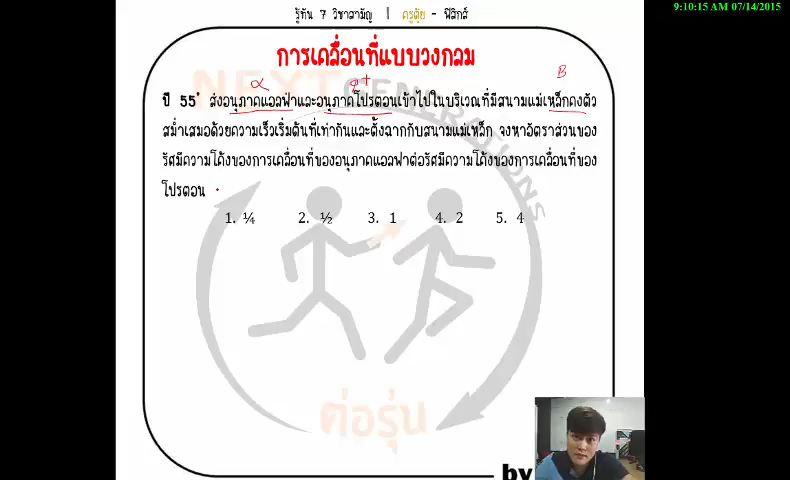 9:10:15 AM 07/14/2015
รู้ทัน 7 วิชาสามัญ | ครูตุ้ย - ฟิสิกส์
การเคลื่อนที่แบบวงกลม
α p+ B
NEXT GENERATIONS
ปี 55' ส่งอนุภาคแอลฟ่าและอนุภาคโปรตอนเข้าไปในบริเวณที่มีสนามแม่เหล็กคงตัว
สม่ำเสมอด้วยความเร็วเริ่มต้นที่เท่ากันและตั้งฉากกับสนามแม่เหล็ก จงหาอัตราส่วนของ
รัศมีความโค้งของการเคลื่อนที่ของอนุภาคแอลฟาต่อรัศมีความโค้งของการเคลื่อนที่ของ
โปรตอน
1. ¼ 2. ½ 3. 1 4. 2 5. 4
ต่อรุ่น
by